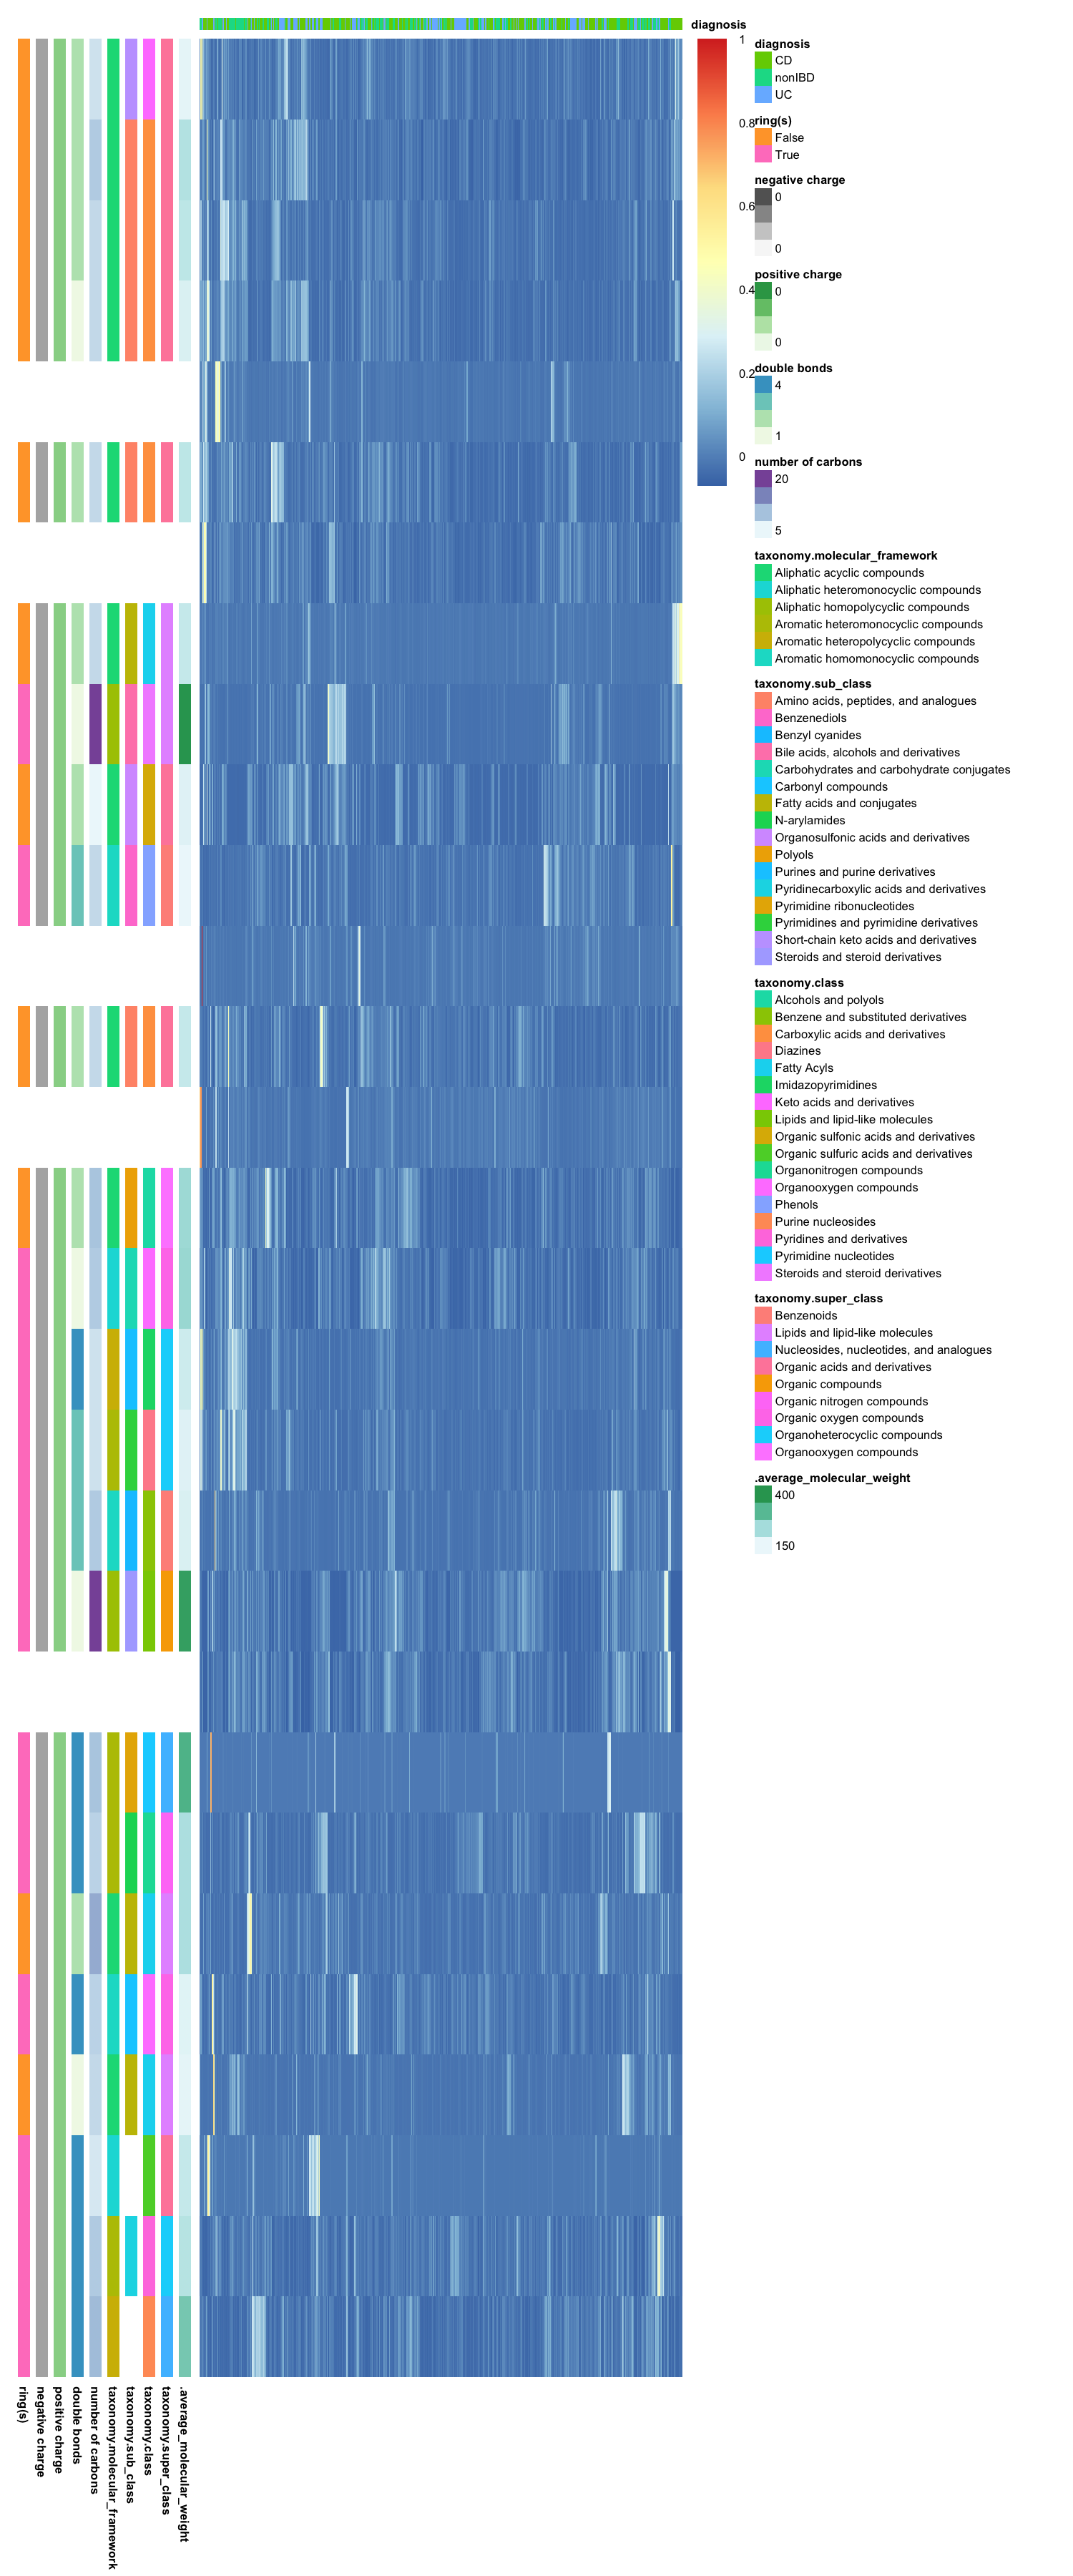 diagnosis
1
0.8
0.6
0.4
0.2
0
diagnosis
CD
nonIBD
UC
ring(s)
False
True
negative charge
0
0
positive charge
0
0
double bonds
4
1
number of carbons
20
5
taxonomy.molecular_framework
Aliphatic acyclic compounds
Aliphatic heteromonocyclic compounds
Aliphatic homopolycyclic compounds
Aromatic heteromonocyclic compounds
Aromatic heteropolycyclic compounds
Aromatic homomonocyclic compounds
taxonomy.sub_class
Amino acids, peptides, and analogues
Benzenediols
Benzyl cyanides
Bile acids, alcohols and derivatives
Carbohydrates and carbohydrate conjugates
Carbonyl compounds
Fatty acids and conjugates
N-arylamides
Organosulfonic acids and derivatives
Polyols
Purines and purine derivatives
Pyridinecarboxylic acids and derivatives
Pyrimidine ribonucleotides
Pyrimidines and pyrimidine derivatives
Short-chain keto acids and derivatives
Steroids and steroid derivatives
taxonomy.class
Alcohols and polyols
Benzene and substituted derivatives
Carboxylic acids and derivatives
Diazines
Fatty Acyls
Imidazopyrimidines
Keto acids and derivatives
Lipids and lipid-like molecules
Organic sulfonic acids and derivatives
Organic sulfuric acids and derivatives
Organonitrogen compounds
Organooxygen compounds
Phenols
Purine nucleosides
Pyridines and derivatives
Pyrimidine nucleotides
Steroids and steroid derivatives
taxonomy.super_class
Benzenoids
Lipids and lipid-like molecules
Nucleosides, nucleotides, and analogues
Organic acids and derivatives
Organic compounds
Organic nitrogen compounds
Organic oxygen compounds
Organoheterocyclic compounds
Organooxygen compounds
.average_molecular_weight
400
150
ring(s)
negative charge
positive charge
double bonds
number of carbons
taxonomy.molecular_framework
taxonomy.sub_class
taxonomy.class
taxonomy.super_class
.average_molecular_weight